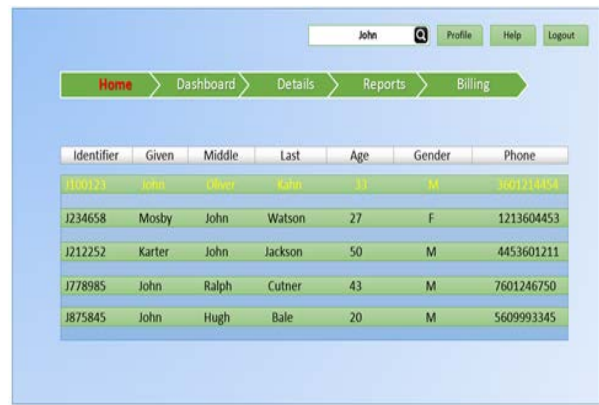 John Profile Help Logout
Home Dashboard Details Reports Billing
Identifier Given Middle Last Age Gender Phone
J100123 John Oliver Kahn 33 M 3601214454
J234658 Mosby John Watson 27 F 1213604453
J212252 Karter John Jackson 50 M 4453601211
J778985 John Ralph Cutner 43 M 7601246750
J875845 John Hugh Bale 20 M 5609993345